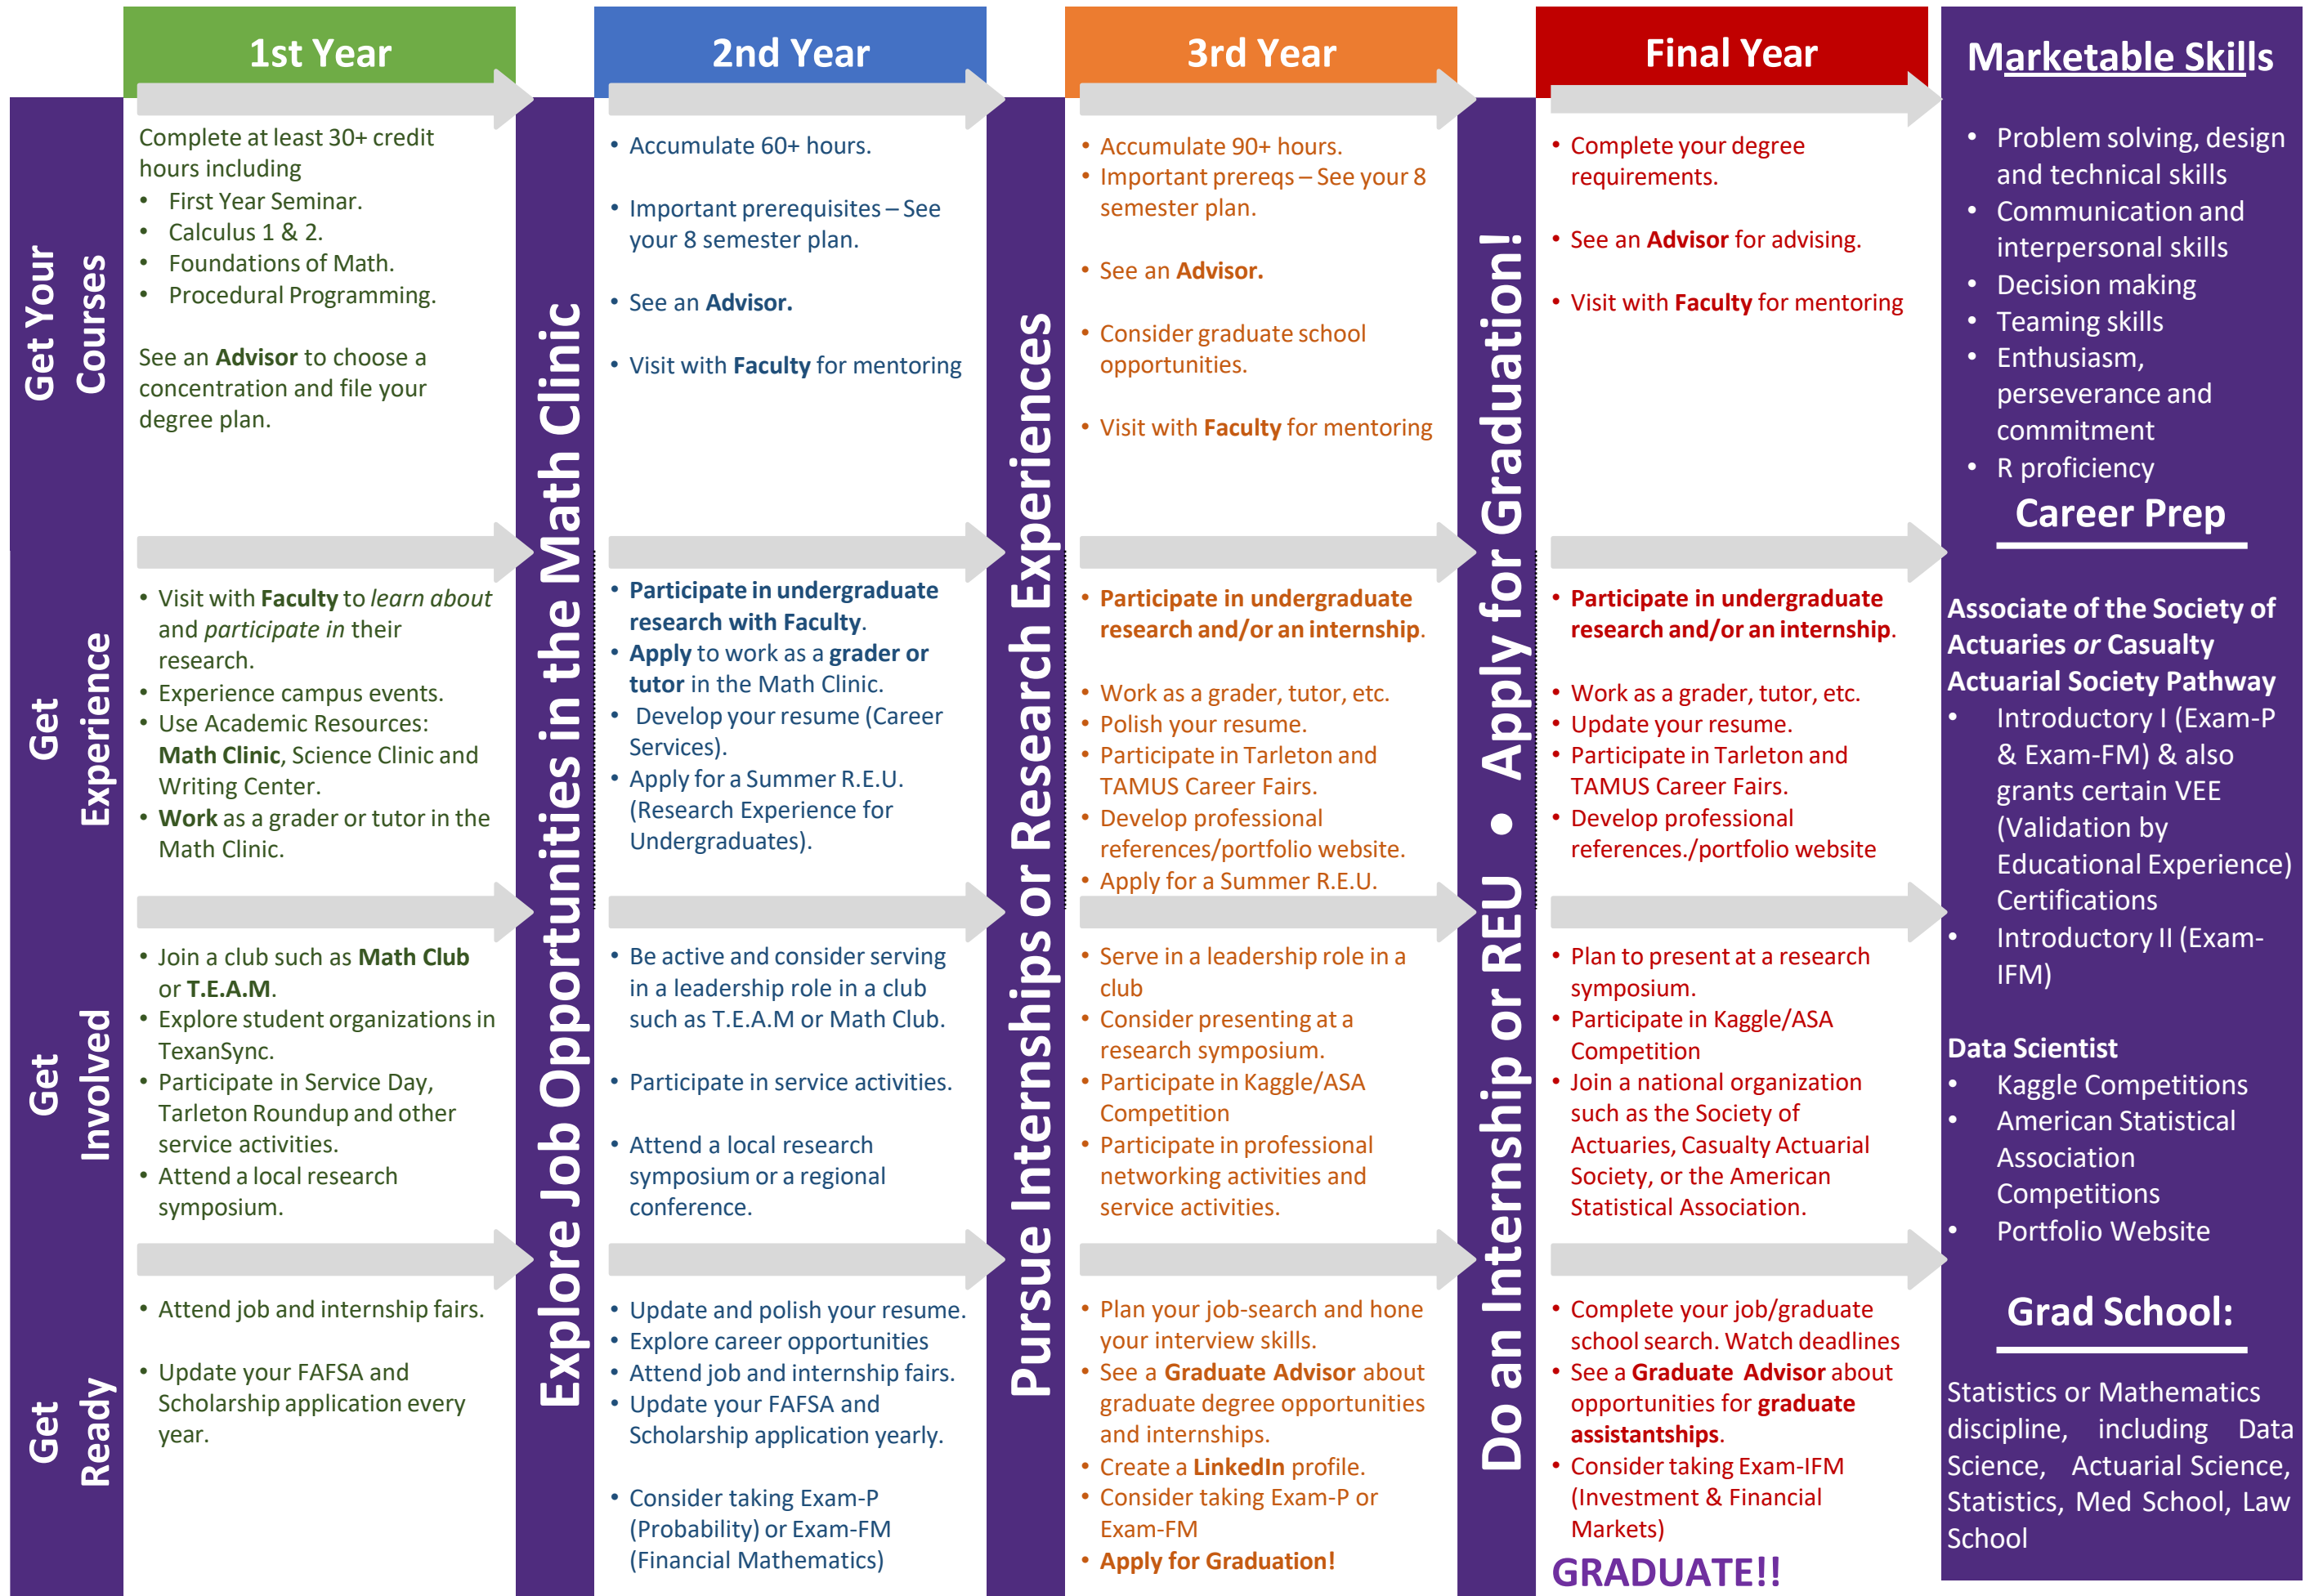 1st Year
2nd Year
3rd Year
Final Year
Get Your
Courses
Complete at least 30+ credit
hours including
• First Year Seminar.
• Calculus 1 & 2.
• Foundations of Math.
• Procedural Programming.
See an Advisor to choose a
concentration and file your
degree plan.
• Accumulate 60+ hours.
• Important prerequisites – See
your 8 semester plan.
• See an Advisor.
• Visit with Faculty for mentoring
• Accumulate 90+ hours.
• Important prereqs – See your 8
semester plan.
• See an Advisor.
• Consider graduate school
opportunities.
• Visit with Faculty for mentoring
• Complete your degree
requirements.
• See an Advisor for advising.
• Visit with Faculty for mentoring
Get
Experience
• Visit with Faculty to learn about
and participate in their
research.
• Experience campus events.
• Use Academic Resources:
Math Clinic, Science Clinic and
Writing Center.
• Work as a grader or tutor in the
Math Clinic.
• Participate in undergraduate
research with Faculty.
• Apply to work as a grader or
tutor in the Math Clinic.
• Develop your resume (Career
Services).
• Apply for a Summer R.E.U.
(Research Experience for
Undergraduates).
• Participate in undergraduate
research and/or an internship.
• Work as a grader, tutor, etc.
• Polish your resume.
• Participate in Tarleton and
TAMUS Career Fairs.
• Develop professional
references/portfolio website.
• Apply for a Summer R.E.U.
• Participate in undergraduate
research and/or an internship.
• Work as a grader, tutor, etc.
• Update your resume.
• Participate in Tarleton and
TAMUS Career Fairs.
• Develop professional
references./portfolio website
Get
Involved
• Join a club such as Math Club
or T.E.A.M.
• Explore student organizations in
TexanSync.
• Participate in Service Day,
Tarleton Roundup and other
service activities.
• Attend a local research
symposium.
• Be active and consider serving
in a leadership role in a club
such as T.E.A.M or Math Club.
• Participate in service activities.
• Attend a local research
symposium or a regional
conference.
• Serve in a leadership role in a
club
• Consider presenting at a
research symposium.
• Participate in Kaggle/ASA
Competition
• Participate in professional
networking activities and
service activities.
• Plan to present at a research
symposium.
• Participate in Kaggle/ASA
Competition
• Join a national organization
such as the Society of
Actuaries, Casualty Actuarial
Society, or the American
Statistical Association.
Get
Ready
• Attend job and internship fairs.
• Update your FAFSA and
Scholarship application every
year.
• Update and polish your resume.
• Explore career opportunities
• Attend job and internship fairs.
• Update your FAFSA and
Scholarship application yearly.
• Consider taking Exam-P
(Probability) or Exam-FM
(Financial Mathematics)
• Plan your job-search and hone
your interview skills.
• See a Graduate Advisor about
graduate degree opportunities
and internships.
• Create a LinkedIn profile.
• Consider taking Exam-P or
Exam-FM
• Apply for Graduation!
• Complete your job/graduate
school search. Watch deadlines
• See a Graduate Advisor about
opportunities for graduate
assistantships.
• Consider taking Exam-IFM
(Investment & Financial
Markets)
GRADUATE!!
Explore Job Opportunities in the Math Clinic
Pursue Internships or Research Experiences
Do an Internship or REU • Apply for Graduation!
Marketable Skills
• Problem solving, design
and technical skills
• Communication and
interpersonal skills
• Decision making
• Teaming skills
• Enthusiasm,
perseverance and
commitment
• R proficiency
Career Prep
Associate of the Society of
Actuaries or Casualty
Actuarial Society Pathway
• Introductory I (Exam-P
& Exam-FM) & also
grants certain VEE
(Validation by
Educational Experience)
Certifications
• Introductory II (Exam-
IFM)
Data Scientist
• Kaggle Competitions
• American Statistical
Association
Competitions
• Portfolio Website
Grad School:
Statistics or Mathematics
discipline, including Data
Science, Actuarial Science,
Statistics, Med School, Law
School